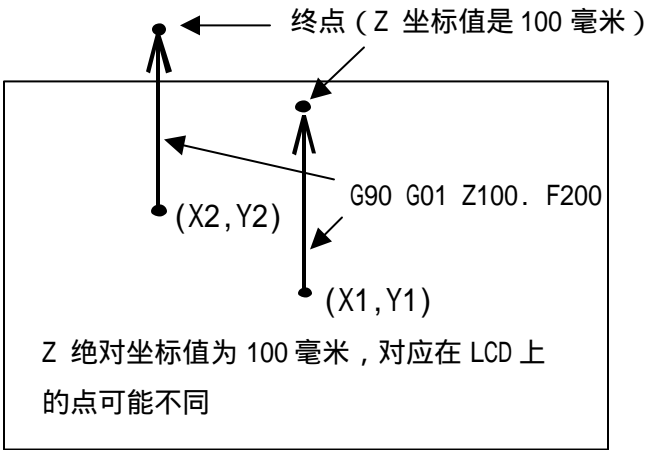 终点（Z 坐标值是 100 毫米）
G90 G01 Z100. F200
(X2,Y2)
(X1,Y1)
Z 绝对坐标值为 100 毫米，对应在 LCD 上
的点可能不同